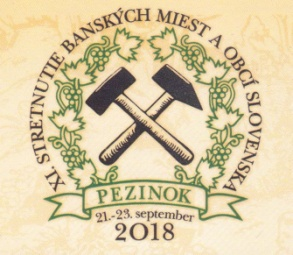 XI. STRETNUTIE BANSKÝCH MIEST A OBCÍ SLOVENSKA
PEZINOK
21.-23. september
2018